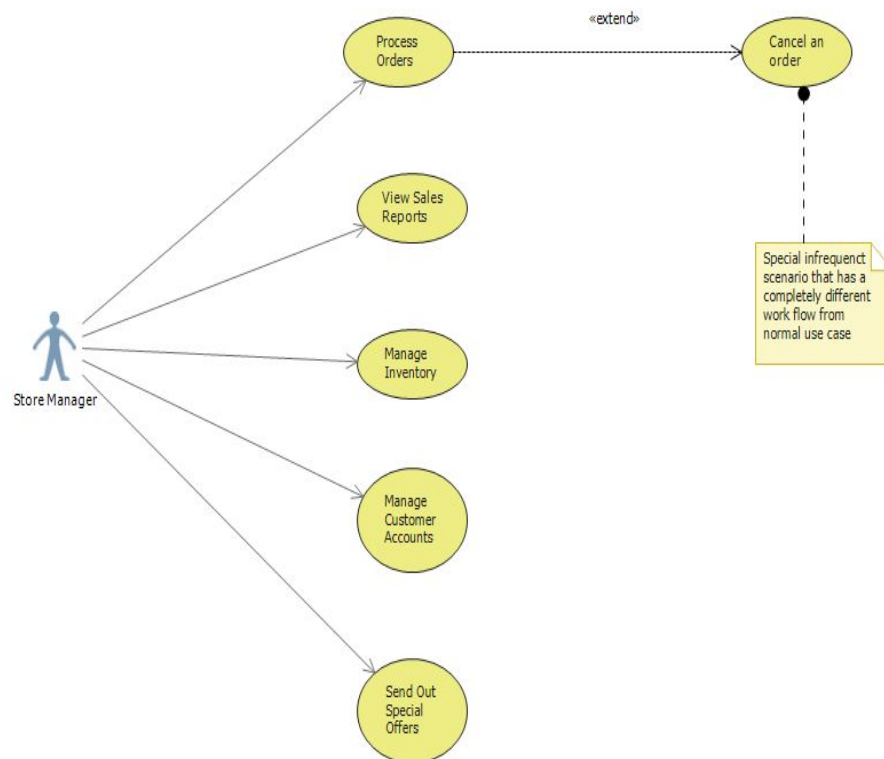 «extend»
Process
Orders
Cancel an
order
View Sales
Reports
Special infrequenct
scenario that has a
completely different
work flow from
normal use case
Manage
Inventory
Store Manager
Manage
Customer
Accounts
Send Out
Special
Offers